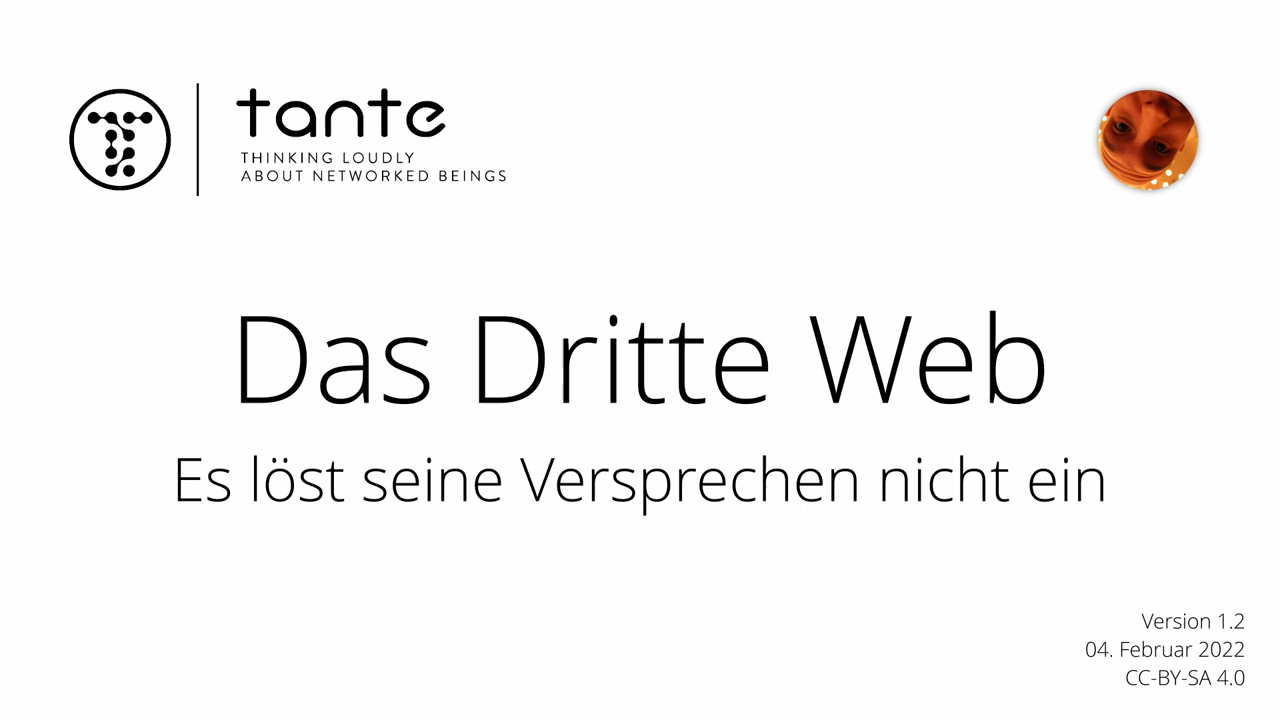 tante
THINKING LOUDLY
ABOUT NETWORKED BEINGS
Das Dritte Web
Es löst seine Versprechen nicht ein
Version 1.2
04. Februar 2022
CC-BY-SA 4.0